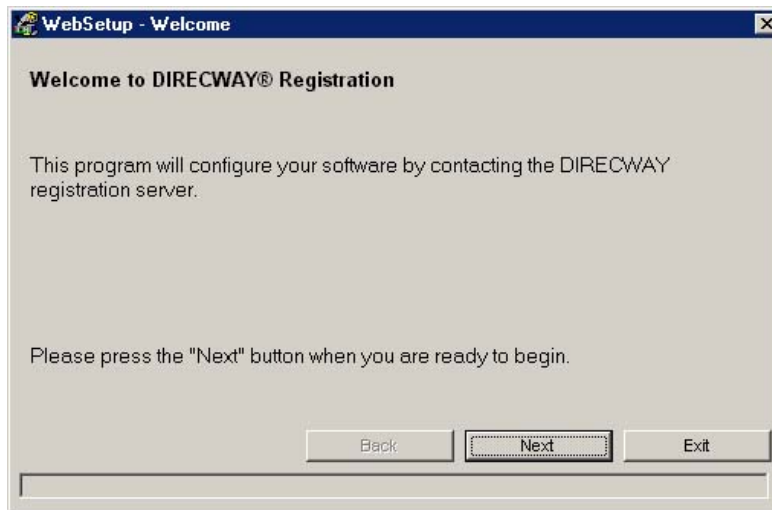 WebSetup - Welcome
Welcome to DIRECWAY® Registration
This program will configure your software by contacting the DIRECWAY
registration server.
Please press the "Next" button when you are ready to begin.
Back
Next
Exit